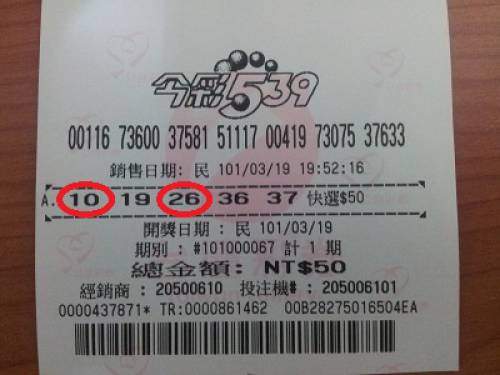 今彩539
00116 73600 37581 51117 00419 73075 37633
銷售日期: 民 101/03/19 19:52:16
A. 10 19 26 36 37 快選$50
開獎日期 : 民 101/03/19
期別 : #101000067 計 1 期
總金額: NT$50
經銷商 : 20500610 投注機# : 205006101
0000437871* TR:0000861462 00B28275016504EA